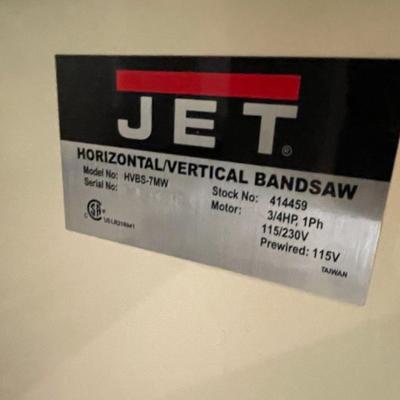 JET®
HORIZONTAL/VERTICAL BANDSAW
Model No: HVBS-7MW
Serial No:
Stock No: 414459
Motor: 3/4HP, 1Ph
115/230V
Prewired: 115V
TAIWAN